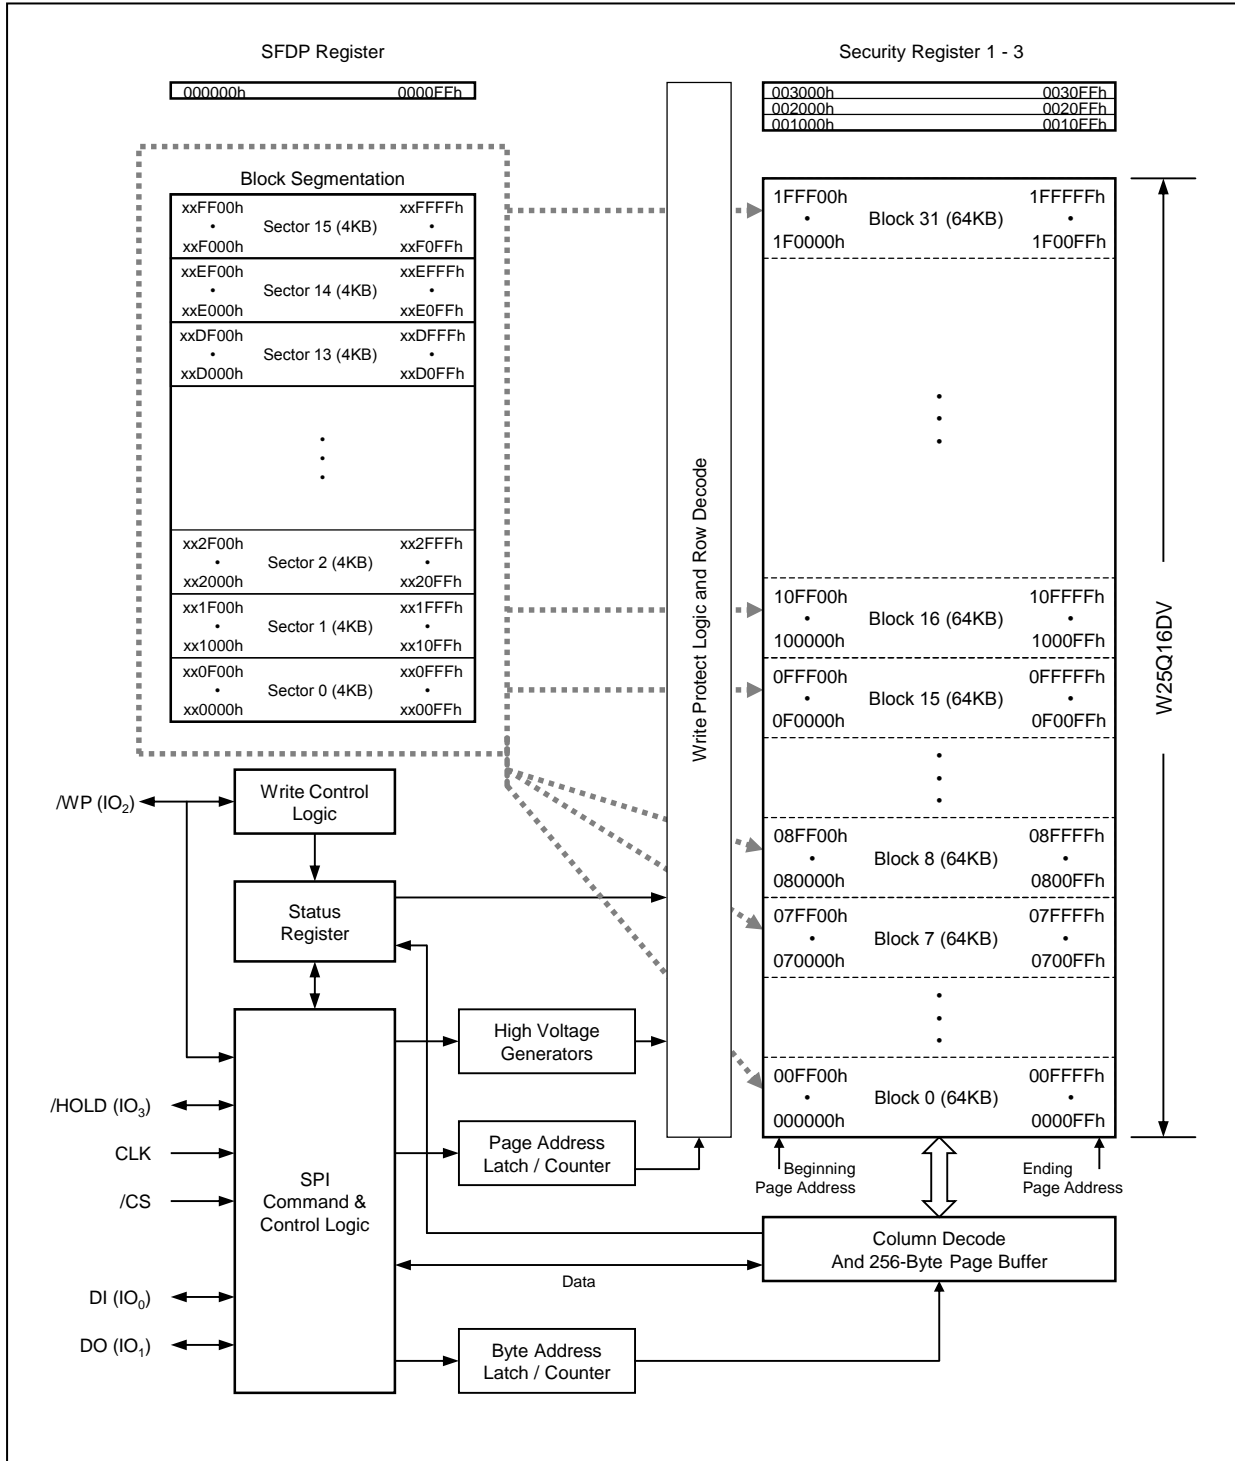 SFDP Register
000000h 0000FFh
Security Register 1 - 3
003000h 0030FFh
002000h 0020FFh
001000h 0010FFh
Block Segmentation
xxFF00h xxFFFFh
• Sector 15 (4KB) •
xxF000h xxF0FFh
xxEF00h xxEFFFh
• Sector 14 (4KB) •
xxE000h xxE0FFh
xxDF00h xxDFFFh
• Sector 13 (4KB) •
xxD000h xxD0FFh
xx2F00h xx2FFFh
• Sector 2 (4KB) •
xx2000h xx20FFh
xx1F00h xx1FFFh
• Sector 1 (4KB) •
xx1000h xx10FFh
xx0F00h xx0FFFh
• Sector 0 (4KB) •
xx0000h xx00FFh
Write Protect Logic and Row Decode
1FFF00h 1FFFFFh
• Block 31 (64KB) •
1F0000h 1F00FFh
10FF00h 10FFFFh
• Block 16 (64KB) •
100000h 1000FFh
0FFF00h 0FFFFFh
• Block 15 (64KB) •
0F0000h 0F00FFh
08FF00h 08FFFFh
• Block 8 (64KB) •
080000h 0800FFh
07FF00h 07FFFFh
• Block 7 (64KB) •
070000h 0700FFh
00FF00h 00FFFFh
• Block 0 (64KB) •
000000h 0000FFh
W25Q16DV
Beginning
Page Address
Ending
Page Address
/WP (IO2)
Write Control
Logic
Status
Register
High Voltage
Generators
/HOLD (IO3)
CLK
/CS
DI (IO0)
DO (IO1)
SPI
Command &
Control Logic
Page Address
Latch / Counter
Column Decode
And 256-Byte Page Buffer
Data
Byte Address
Latch / Counter